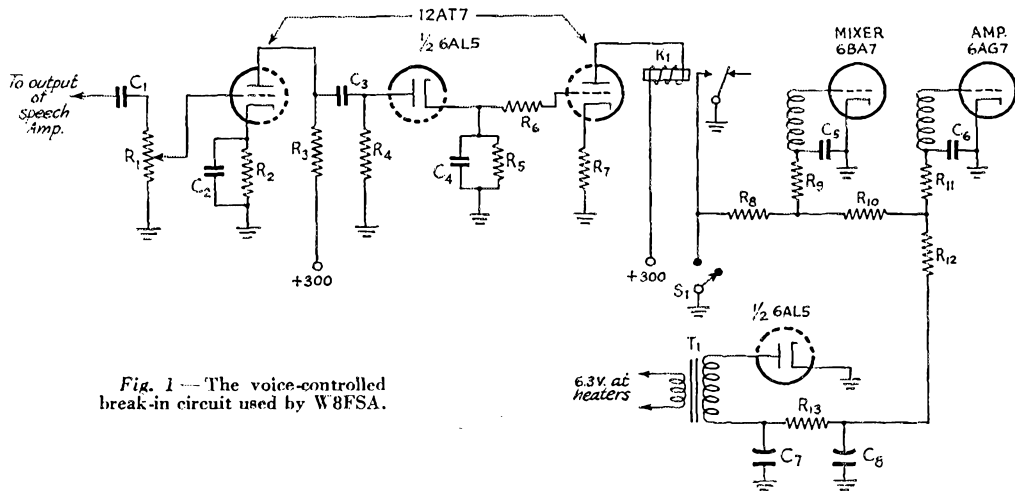 12AT7
½ 6AL5
MIXER
6BA7
AMP.
6AG7
To output
of
speech
Amp.
C1
C3
K1
R1
C2
R2
R3
R4
C4
R5
R6
R7
C5
C6
R9
R11
R8
R10
R12
+300
+300
S1
½ 6AL5
T1
6.3V. at
heaters
R13
C7
C8
Fig. 1 — The voice-controlled
break-in circuit used by W8FSA.